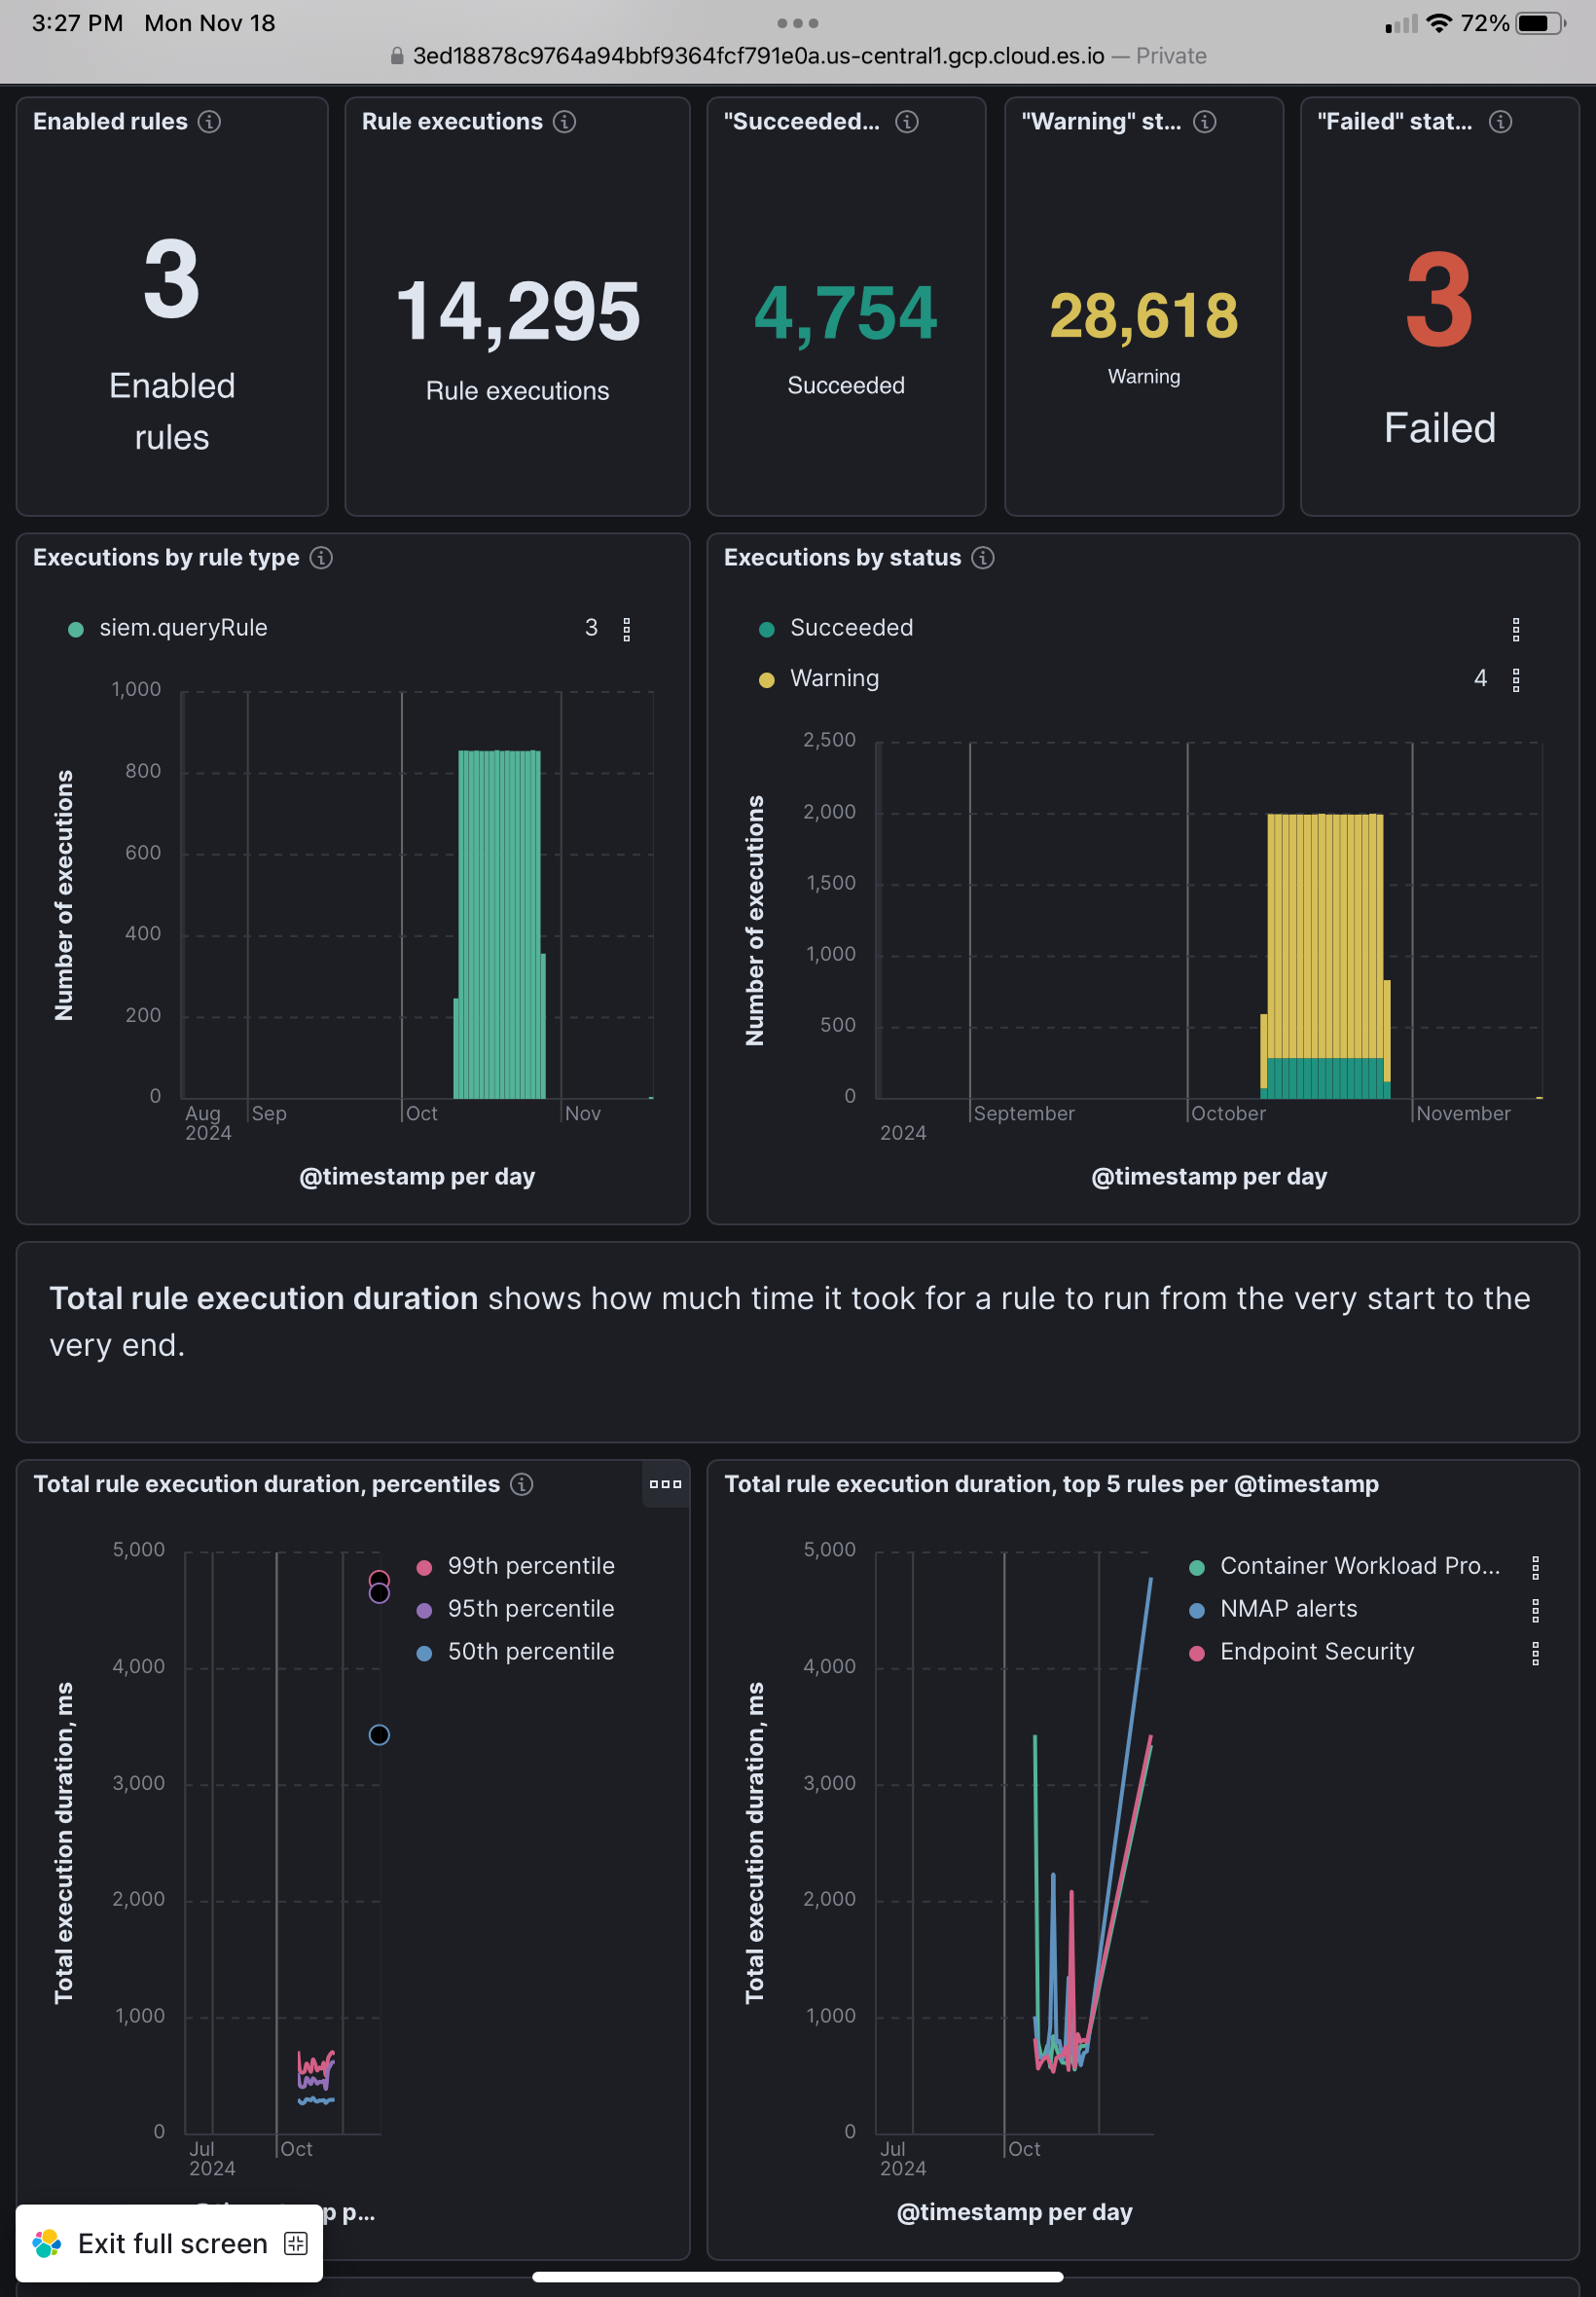 3:27 PM Mon Nov 18
72%
3ed18878c9764a94bbf9364fcf791e0a.us-central1.gcp.cloud.es.io — Private
Enabled rules
3
Enabled
rules
Rule executions
14,295
Rule executions
"Succeeded...
4,754
Succeeded
"Warning" st...
28,618
Warning
"Failed" stat...
3
Failed
Executions by rule type
siem.queryRule 3
Number of executions
1,000
800
600
400
200
0
Aug Sep Oct Nov
2024
@timestamp per day
Executions by status
Succeeded
Warning 4
Number of executions
2,500
2,000
1,500
1,000
500
0
September October November
2024
@timestamp per day
Total rule execution duration shows how much time it took for a rule to run from the very start to the
very end.
Total rule execution duration, percentiles
99th percentile
95th percentile
50th percentile
Total execution duration, ms
5,000
4,000
3,000
2,000
1,000
0
Jul Oct
2024
p p...
Total rule execution duration, top 5 rules per @timestamp
Container Workload Pro...
NMAP alerts
Endpoint Security
Total execution duration, ms
5,000
4,000
3,000
2,000
1,000
0
Jul Oct
2024
@timestamp per day
Exit full screen